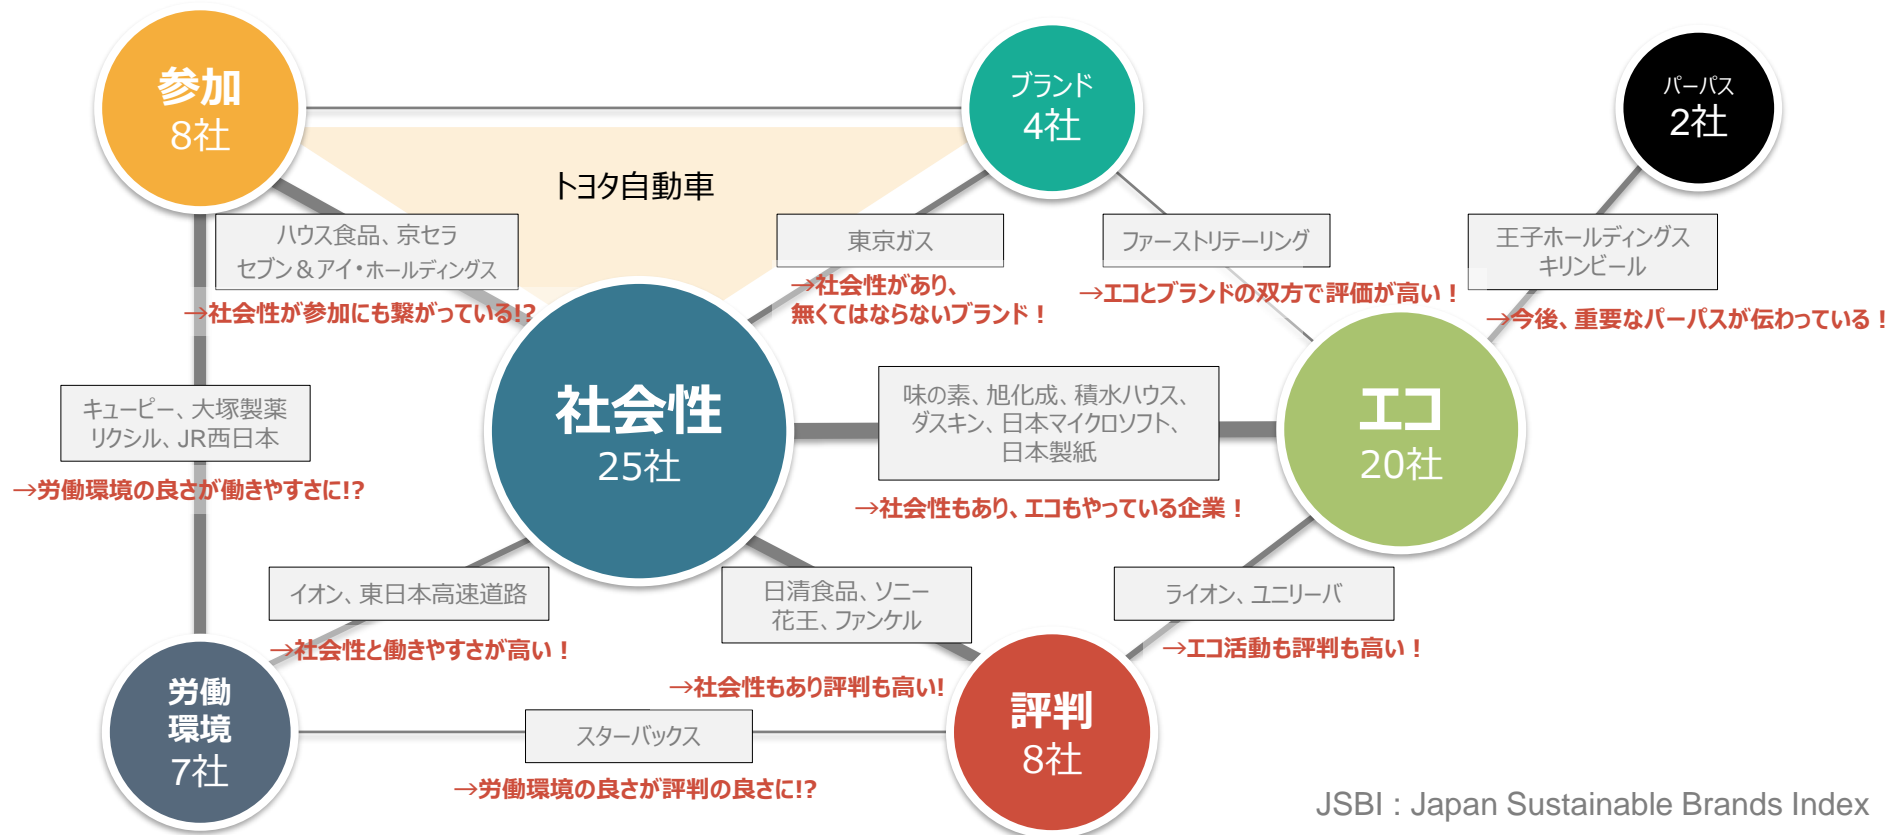 参加
8社
ブランド
4社
パーパス
2社
トヨタ自動車
ハウス食品、京セラ
セブン＆アイ・ホールディングス
→社会性が参加にも繋がっている!?
東京ガス
→社会性があり、
無くてはならないブランド！
ファーストリテーリング
→エコとブランドの双方で評価が高い！
王子ホールディングス
キリンビール
→今後、重要なパーパスが伝わっている！
キューピー、大塚製薬
リクシル、JR西日本
→労働環境の良さが働きやすさに!?
社会性
25社
味の素、旭化成、積水ハウス、
ダスキン、日本マイクロソフト、
日本製紙
→社会性もあり、エコもやっている企業！
エコ
20社
イオン、東日本高速道路
→社会性と働きやすさが高い！
日清食品、ソニー
花王、ファンケル
→社会性もあり評判も高い!
ライオン、ユニリーバ
→エコ活動も評判も高い！
労働
環境
7社
スターバックス
→労働環境の良さが評判の良さに!?
評判
8社
JSBI : Japan Sustainable Brands Index